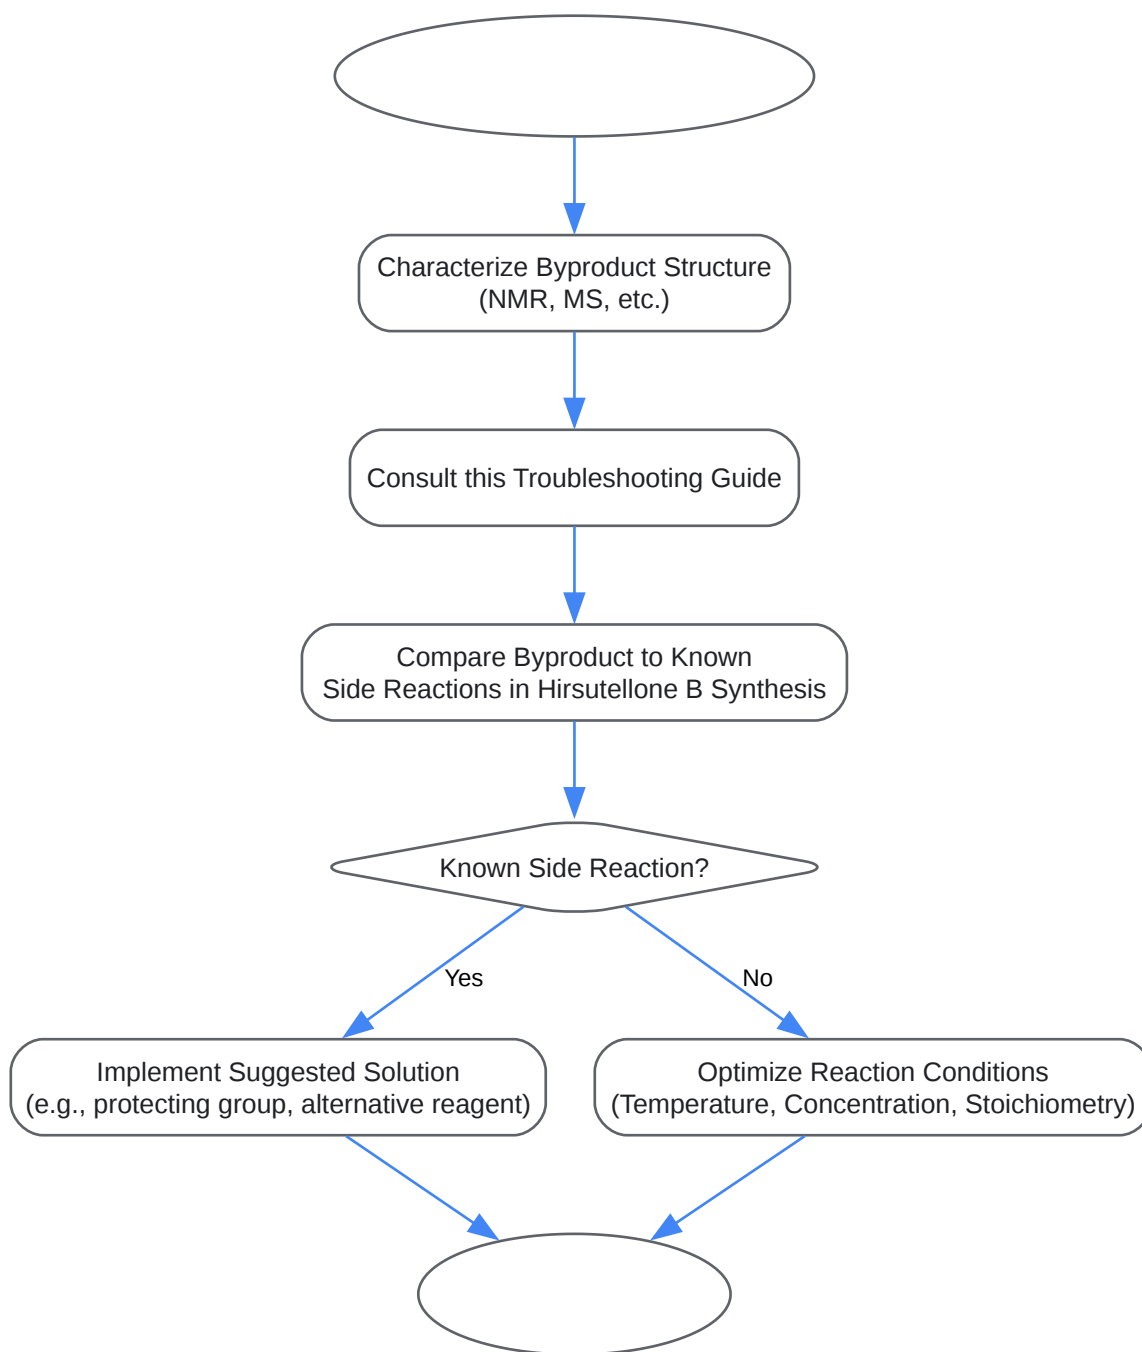 Characterize Byproduct Structure
(NMR, MS, etc.)
Consult this Troubleshooting Guide
Compare Byproduct to Known
Side Reactions in Hirsutellone B Synthesis
Known Side Reaction?
Yes
No
Implement Suggested Solution
(e.g., protecting group, alternative reagent)
Optimize Reaction Conditions
(Temperature, Concentration, Stoichiometry)